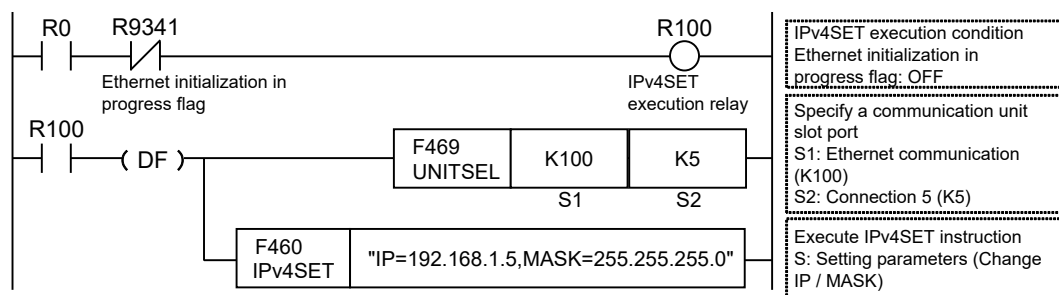 R0 R9341 R100
Ethernet initialization in
progress flag
IPv4SET
execution relay
IPv4SET execution condition
Ethernet initialization in
progress flag: OFF
R100
( DF )
F469
UNITSEL
K100
K5
S1
S2
Specify a communication unit
slot port
S1: Ethernet communication
(K100)
S2: Connection 5 (K5)
F460
IPv4SET
"IP=192.168.1.5,MASK=255.255.255.0"
Execute IPv4SET instruction
S: Setting parameters (Change
IP / MASK)